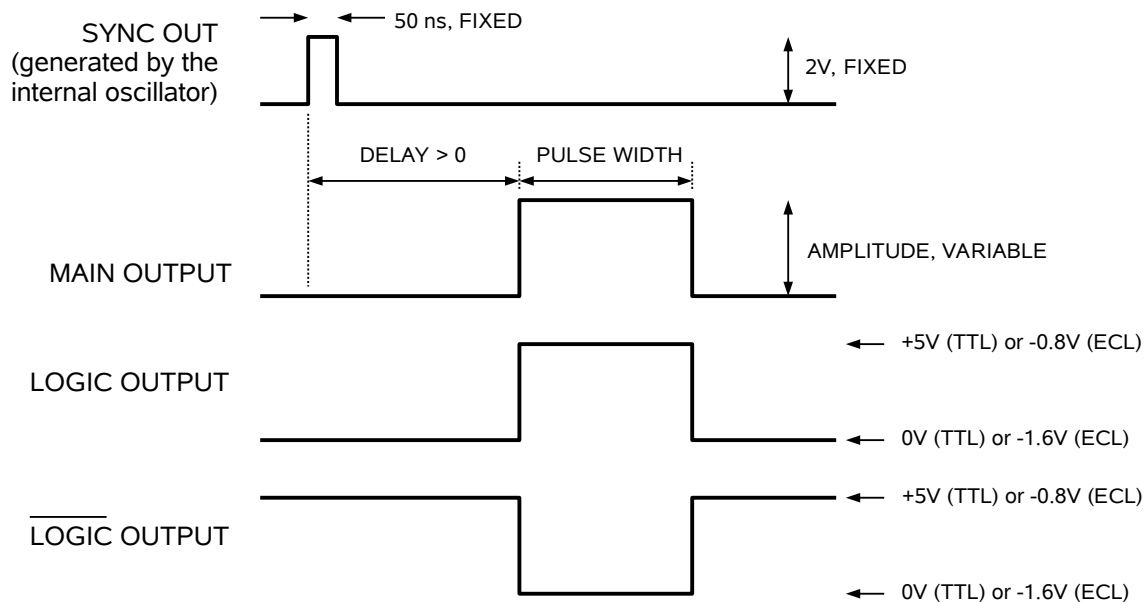 50 ns, FIXED
SYNC OUT
(generated by the
internal oscillator)
2V, FIXED
DELAY > 0
PULSE WIDTH
MAIN OUTPUT
AMPLITUDE, VARIABLE
+5V (TTL) or -0.8V (ECL)
LOGIC OUTPUT
0V (TTL) or -1.6V (ECL)
+5V (TTL) or -0.8V (ECL)
LOGIC OUTPUT
0V (TTL) or -1.6V (ECL)